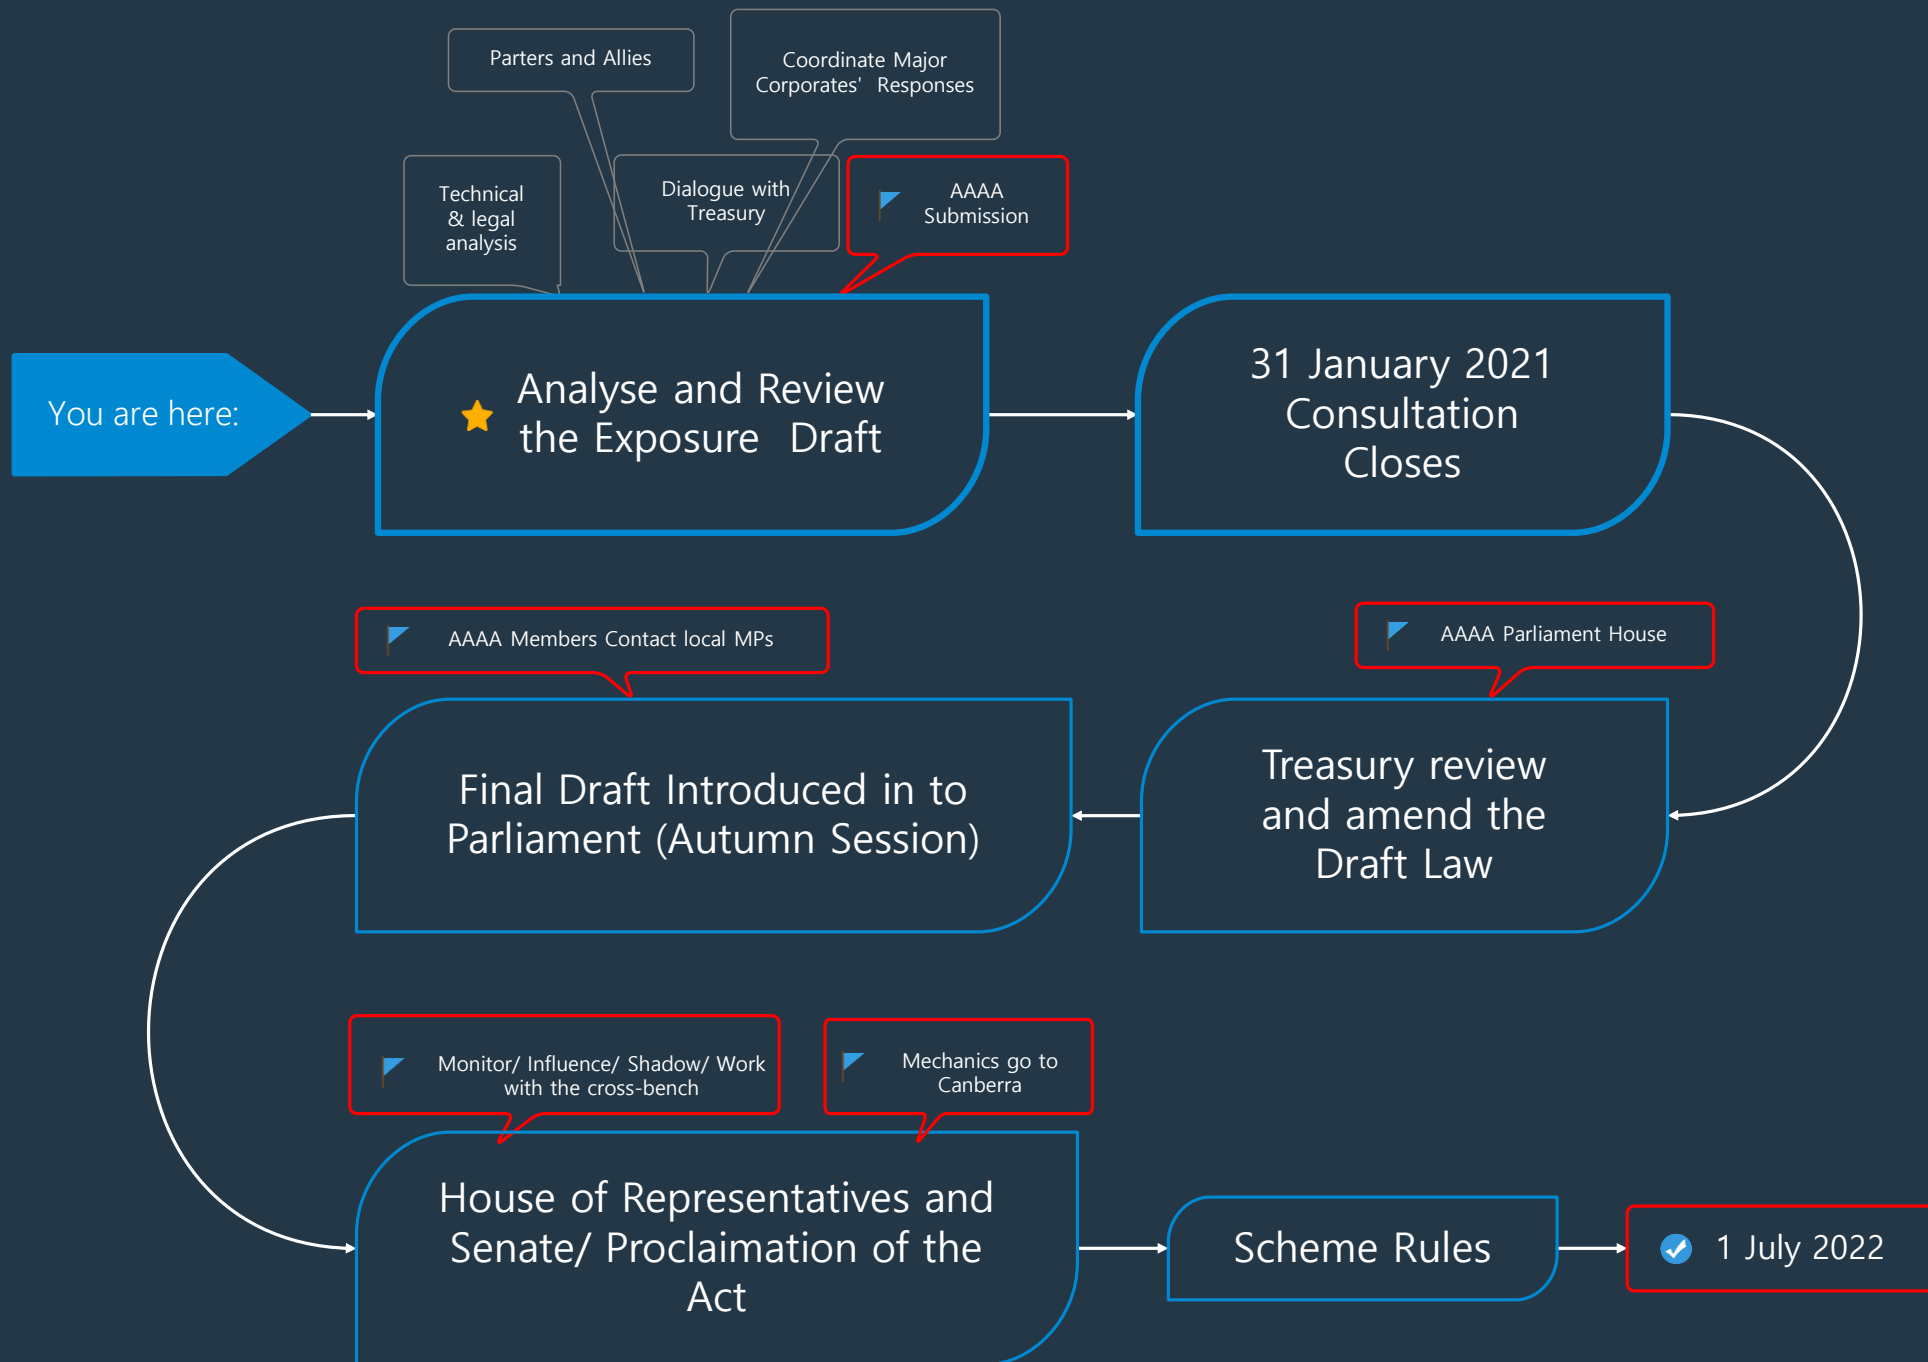 Parters and Allies
Coordinate Major
Corporates'  Responses
Technical
& legal
analysis
Dialogue with
Treasury
AAAA
Submission
You are here:
Analyse and Review
the Exposure  Draft
31 January 2021
Consultation
Closes
AAAA Members Contact local MPs
AAAA Parliament House
Final Draft Introduced in to
Parliament (Autumn Session)
Treasury review
and amend the
Draft Law
Monitor/ Influence/ Shadow/ Work
with the cross-bench
Mechanics go to
Canberra
House of Representatives and
Senate/ Proclaimation of the
Act
Scheme Rules
1 July 2022